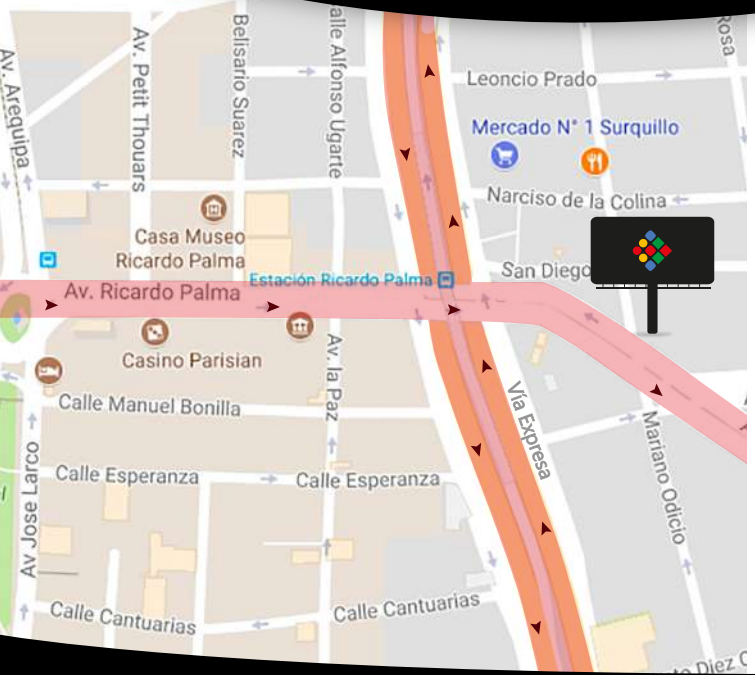 Av. Arequipa
Av. Petit Thouars
Belisario Suarez
alle Alfonso Ugarte
Rosa
Leoncio Prado
Mercado N° 1 Surquillo
Narciso de la Colina
Casa Museo
Ricardo Palma
San Diego
Estación Ricardo Palma
Av. Ricardo Palma
Casino Parisian
Av. la Paz
Calle Manuel Bonilla
Vía Expresa
Mariano Odicio
Av Jose Larco
Calle Esperanza
Calle Esperanza
Calle Cantuarias
Calle Cantuarias
Diez C